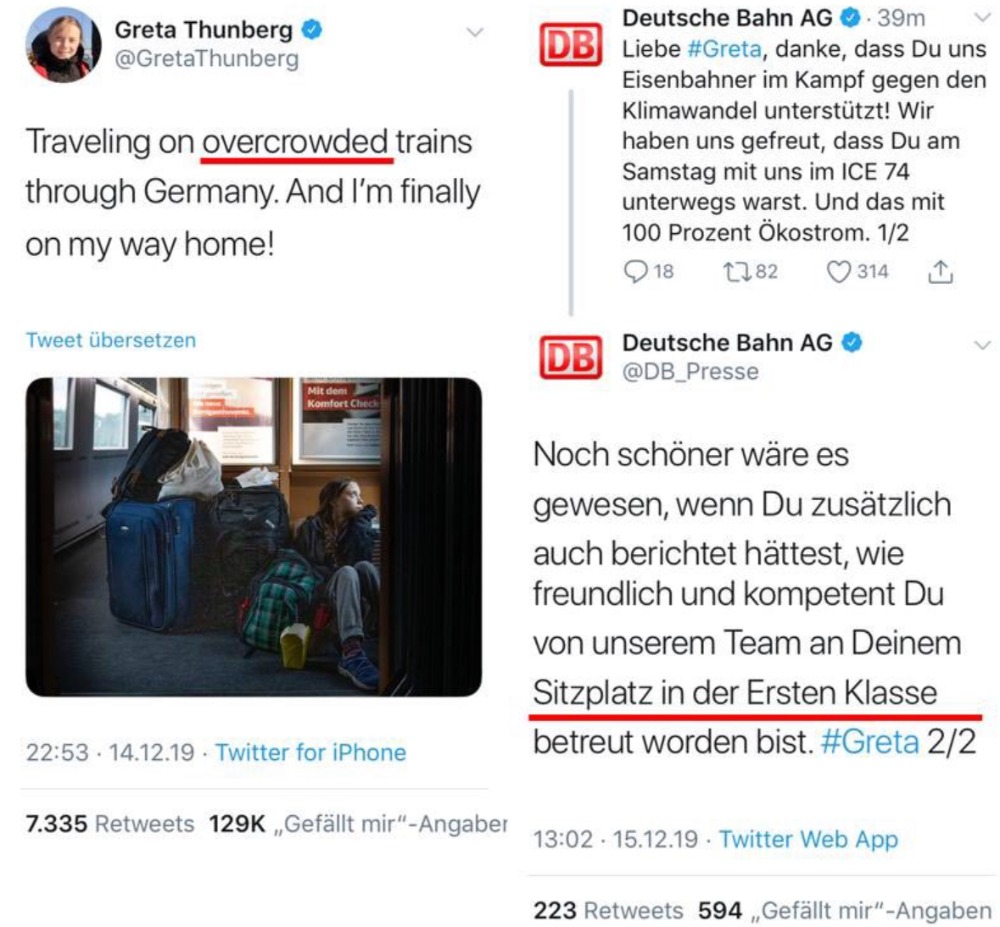 Greta Thunberg
@GretaThunberg
Traveling on overcrowded trains
through Germany. And I'm finally
on my way home!
Tweet übersetzen
Mit dem
Komfort Check
22:53 · 14.12.19 · Twitter for iPhone
7.335 Retweets 129K „Gefällt mir“-Angaben
DB
Deutsche Bahn AG · 39m
Liebe #Greta, danke, dass Du uns
Eisenbahner im Kampf gegen den
Klimawandel unterstützt! Wir
haben uns gefreut, dass Du am
Samstag mit uns im ICE 74
unterwegs warst. Und das mit
100 Prozent Ökostrom. 1/2
18 82 314
DB
Deutsche Bahn AG
@DB_Presse
Noch schöner wäre es
gewesen, wenn Du zusätzlich
auch berichtet hättest, wie
freundlich und kompetent Du
von unserem Team an Deinem
Sitzplatz in der Ersten Klasse
betreut worden bist. #Greta 2/2
13:02 · 15.12.19 · Twitter Web App
223 Retweets 594 „Gefällt mir“-Angaben